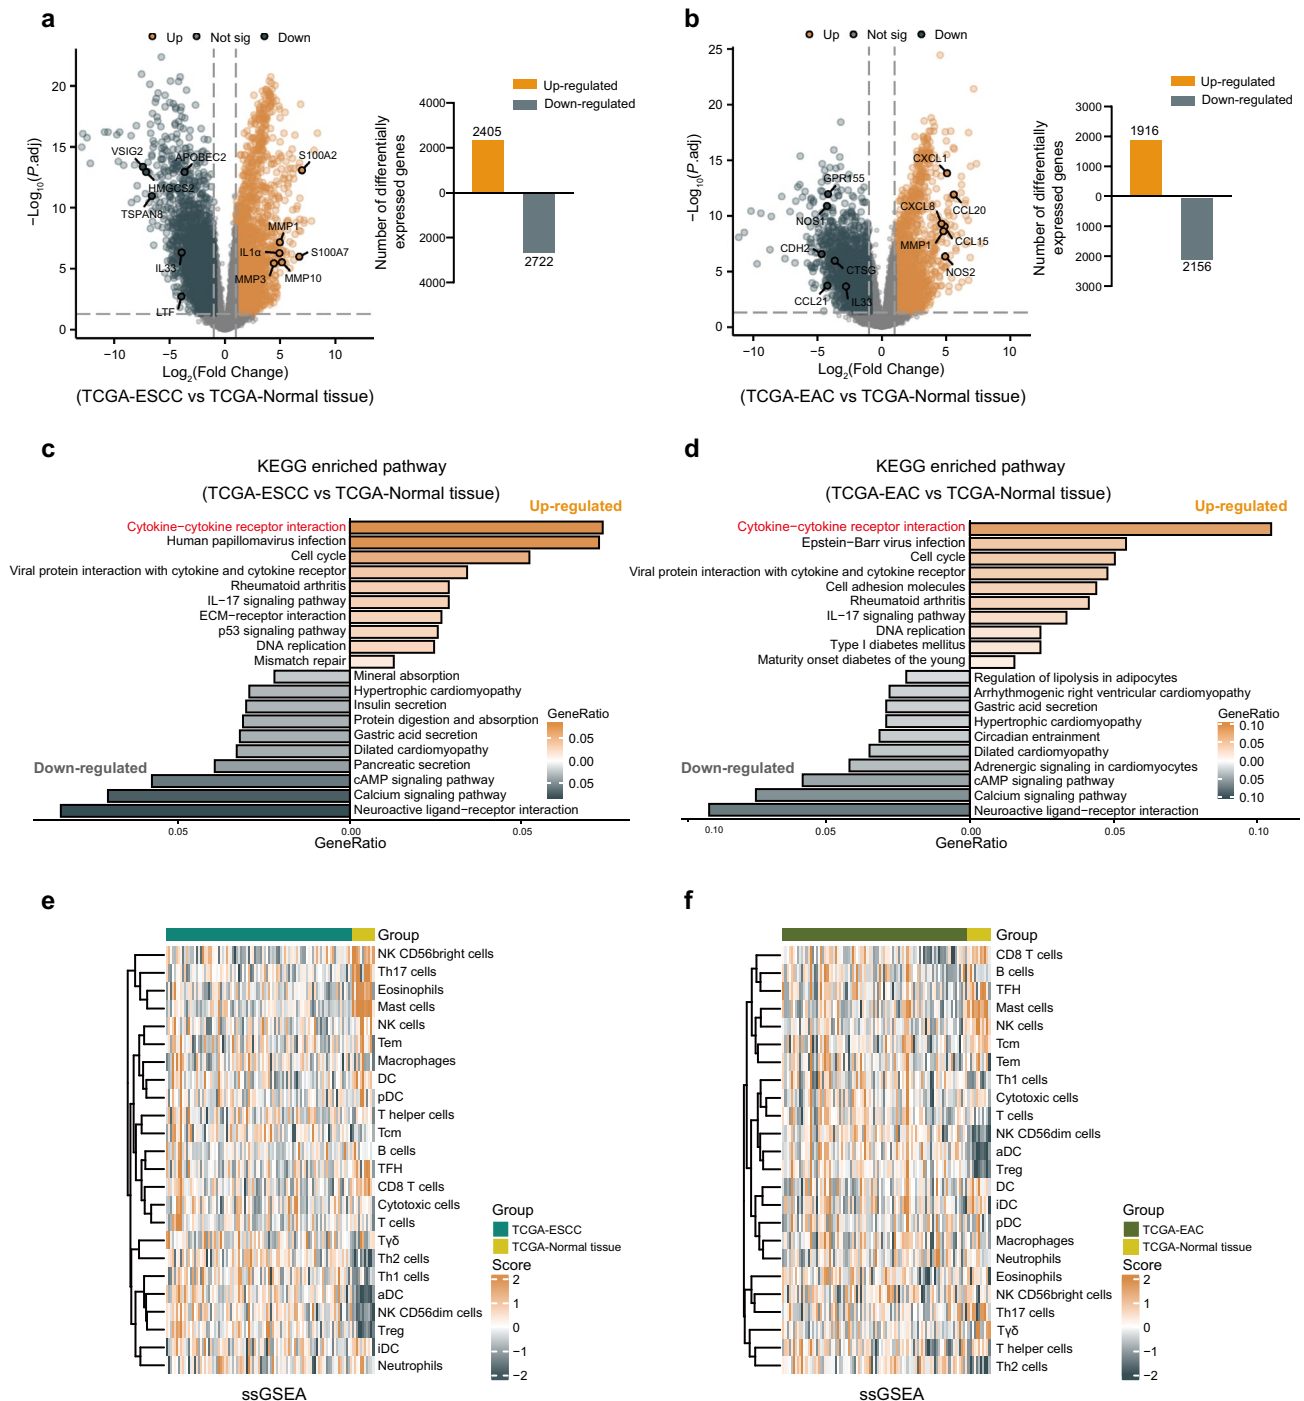 a
Up Not sig Down
−Log10(P.adj)
20
15
10
5
0
VSIG2
APOBEC2
HMGCS2
TSPAN8
IL33
LTF
S100A2
MMP1
IL1α
S100A7
MMP3
MMP10
−10 −5 0 5 10
Log2(Fold Change)
(TCGA-ESCC vs TCGA-Normal tissue)
Up-regulated
Down-regulated
Number of differentially
expressed genes
4000
2000
0
2000
4000
2405
2722
b
Up Not sig Down
−Log10(P.adj)
25
20
15
10
5
0
CXCL1
GPR155
NOS1
CXCL8
CCL20
CDH2
MMP1
CCL15
CTSG
NOS2
CCL21
IL33
−10 −5 0 5 10
Log2(Fold Change)
(TCGA-EAC vs TCGA-Normal tissue)
Up-regulated
Down-regulated
Number of differentially
expressed genes
3000
2000
1000
0
1000
2000
3000
1916
2156
c
KEGG enriched pathway
(TCGA-ESCC vs TCGA-Normal tissue)
Up-regulated
Cytokine−cytokine receptor interaction
Human papillomavirus infection
Cell cycle
Viral protein interaction with cytokine and cytokine receptor
Rheumatoid arthritis
IL−17 signaling pathway
ECM−receptor interaction
p53 signaling pathway
DNA replication
Mismatch repair
Mineral absorption
Hypertrophic cardiomyopathy
Insulin secretion
Protein digestion and absorption
Gastric acid secretion
Dilated cardiomyopathy
Pancreatic secretion
cAMP signaling pathway
Calcium signaling pathway
Neuroactive ligand−receptor interaction
Down-regulated
GeneRatio
0.05
0.00
0.05
0.05 0.00 0.05
GeneRatio
d
KEGG enriched pathway
(TCGA-EAC vs TCGA-Normal tissue)
Up-regulated
Cytokine−cytokine receptor interaction
Epstein−Barr virus infection
Cell cycle
Viral protein interaction with cytokine and cytokine receptor
Cell adhesion molecules
Rheumatoid arthritis
IL−17 signaling pathway
DNA replication
Type I diabetes mellitus
Maturity onset diabetes of the young
Regulation of lipolysis in adipocytes
Arrhythmogenic right ventricular cardiomyopathy
Gastric acid secretion
Hypertrophic cardiomyopathy
Circadian entrainment
Dilated cardiomyopathy
Adrenergic signaling in cardiomyocytes
cAMP signaling pathway
Calcium signaling pathway
Neuroactive ligand−receptor interaction
Down-regulated
GeneRatio
0.10
0.05
0.00
0.05
0.10
0.10 0.05 0.00 0.05 0.10
GeneRatio
e
Group
NK CD56bright cells
Th17 cells
Eosinophils
Mast cells
NK cells
Tem
Macrophages
DC
pDC
T helper cells
Tcm
B cells
TFH
CD8 T cells
Cytotoxic cells
T cells
Tγδ
Th2 cells
Th1 cells
aDC
NK CD56dim cells
Treg
iDC
Neutrophils
Group
TCGA-ESCC
TCGA-Normal tissue
Score
2
1
0
−1
−2
ssGSEA
f
Group
CD8 T cells
B cells
TFH
Mast cells
NK cells
Tcm
Tem
Th1 cells
Cytotoxic cells
T cells
NK CD56dim cells
aDC
Treg
DC
iDC
pDC
Macrophages
Neutrophils
Eosinophils
NK CD56bright cells
Th17 cells
Tγδ
T helper cells
Th2 cells
Group
TCGA-EAC
TCGA-Normal tissue
Score
2
1
0
−1
−2
ssGSEA